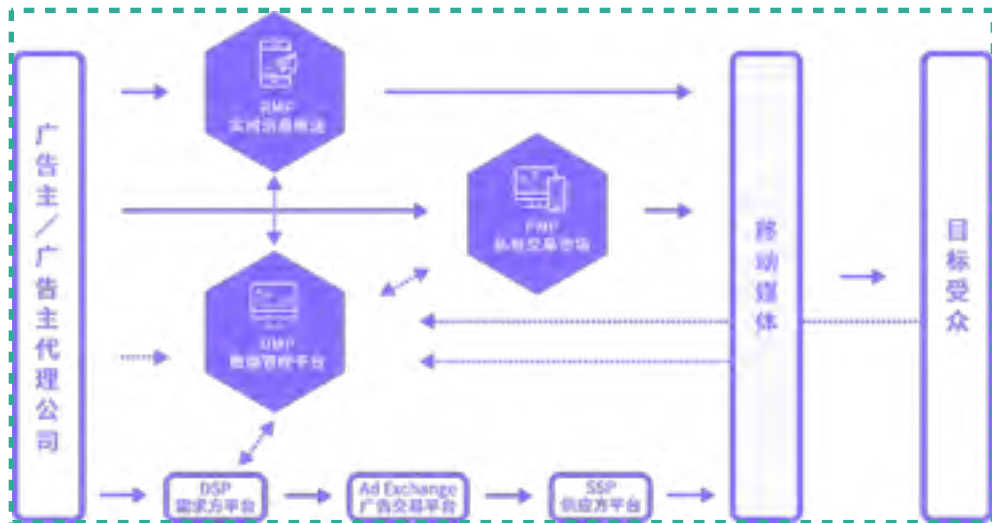 广告主/广告主代理公司
RMP
实时消息推送
PMP
私有交易市场
DMP
数据管理平台
DSP
需求方平台
Ad Exchange
广告交易平台
SSP
供应方平台
移动媒体
目标受众